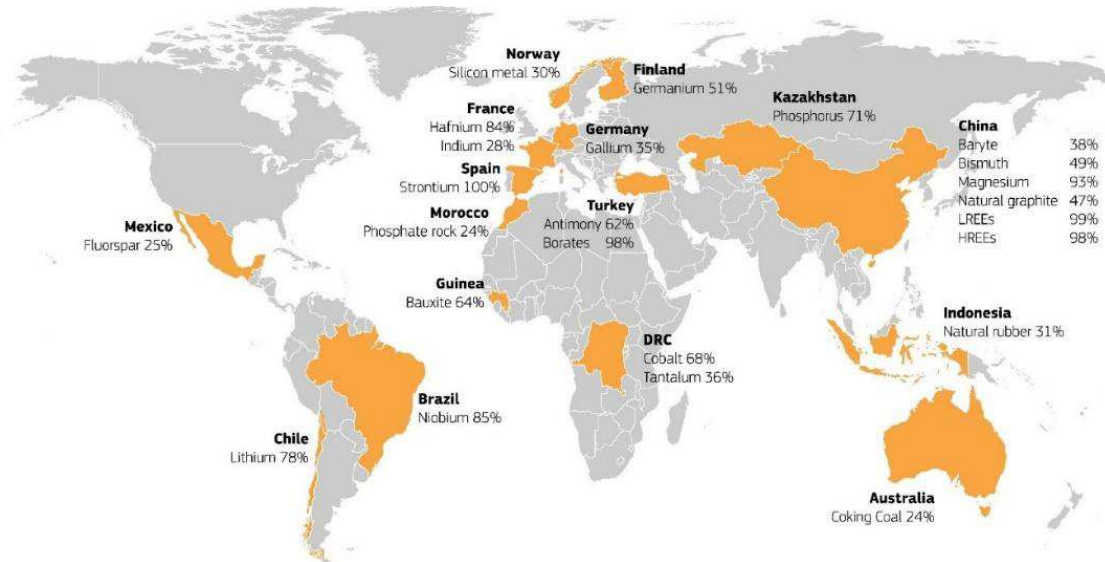 Norway
Silicon metal 30%
Finland
Germanium 51%
France
Hafnium 84%
Indium 28%
Germany
Gallium 35%
Kazakhstan
Phosphorus 71%
China
Baryte 38%
Bismuth 49%
Magnesium 93%
Natural graphite 47%
LREEs 99%
HREEs 98%
Spain
Strontium 100%
Morocco
Phosphate rock 24%
Turkey
Antimony 62%
Borates 98%
Mexico
Fluorspar 25%
Guinea
Bauxite 64%
DRC
Cobalt 68%
Tantalum 36%
Indonesia
Natural rubber 31%
Brazil
Niobium 85%
Chile
Lithium 78%
Australia
Coking Coal 24%